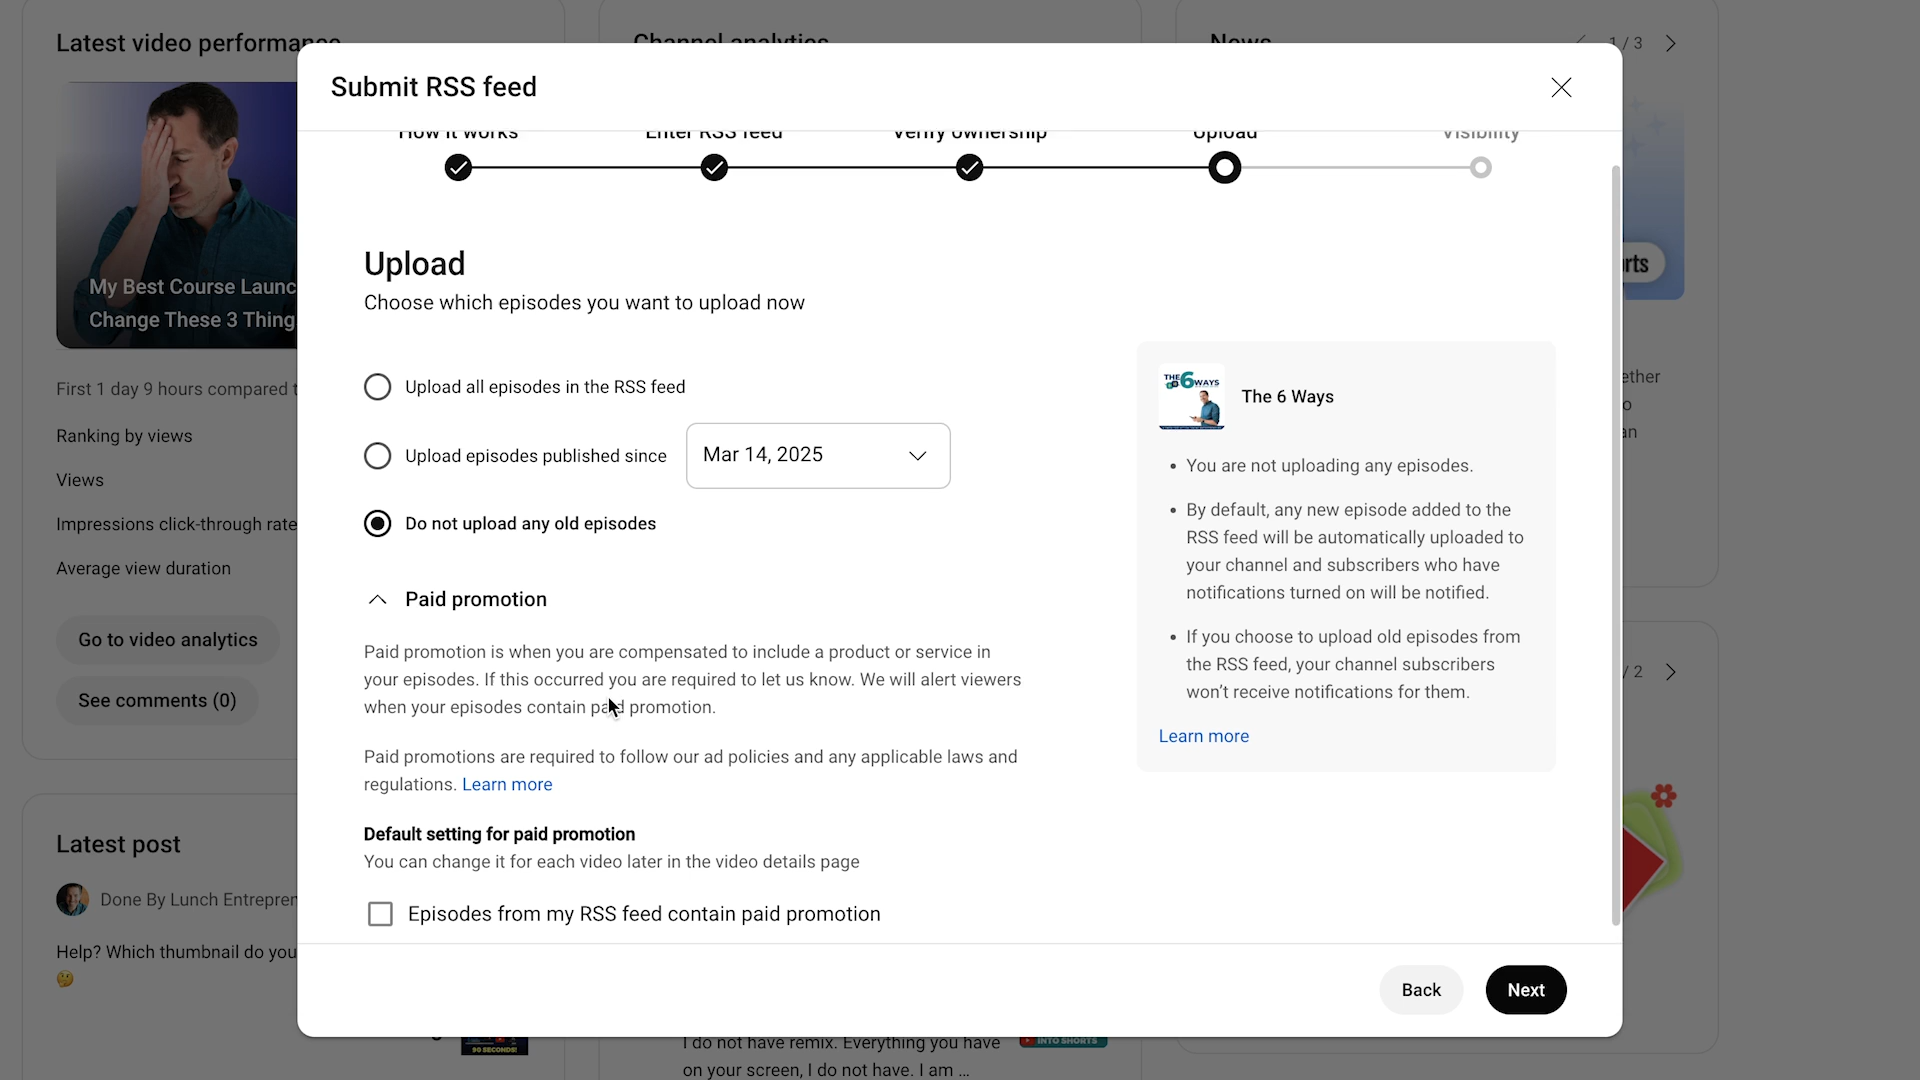 Latest video performance
Channel analytics
News
1 / 3
Submit RSS feed
How it works
Enter RSS feed
Verify ownership
Upload
Visibility
My Best Course Launc
Change These 3 Thing
First 1 day 9 hours compared t
Ranking by views
Views
Impressions click-through rate
Average view duration
Go to video analytics
See comments (0)
Latest post
Done By Lunch Entrepren
Help? Which thumbnail do you
🤔
Upload
Choose which episodes you want to upload now
Upload all episodes in the RSS feed
Upload episodes published since
Mar 14, 2025
Do not upload any old episodes
Paid promotion
Paid promotion is when you are compensated to include a product or service in
your episodes. If this occurred you are required to let us know. We will alert viewers
when your episodes contain paid promotion.
Paid promotions are required to follow our ad policies and any applicable laws and
regulations. Learn more
Default setting for paid promotion
You can change it for each video later in the video details page
Episodes from my RSS feed contain paid promotion
THE 6 WAYS
The 6 Ways
• You are not uploading any episodes.
• By default, any new episode added to the
RSS feed will be automatically uploaded to
your channel and subscribers who have
notifications turned on will be notified.
• If you choose to upload old episodes from
the RSS feed, your channel subscribers
won't receive notifications for them.
Learn more
Back
Next
rts
ether
o
an
/ 2
90 SECONDS!
I do not have remix. Everything you have
on your screen, I do not have. I am ...
INTO SHORTS